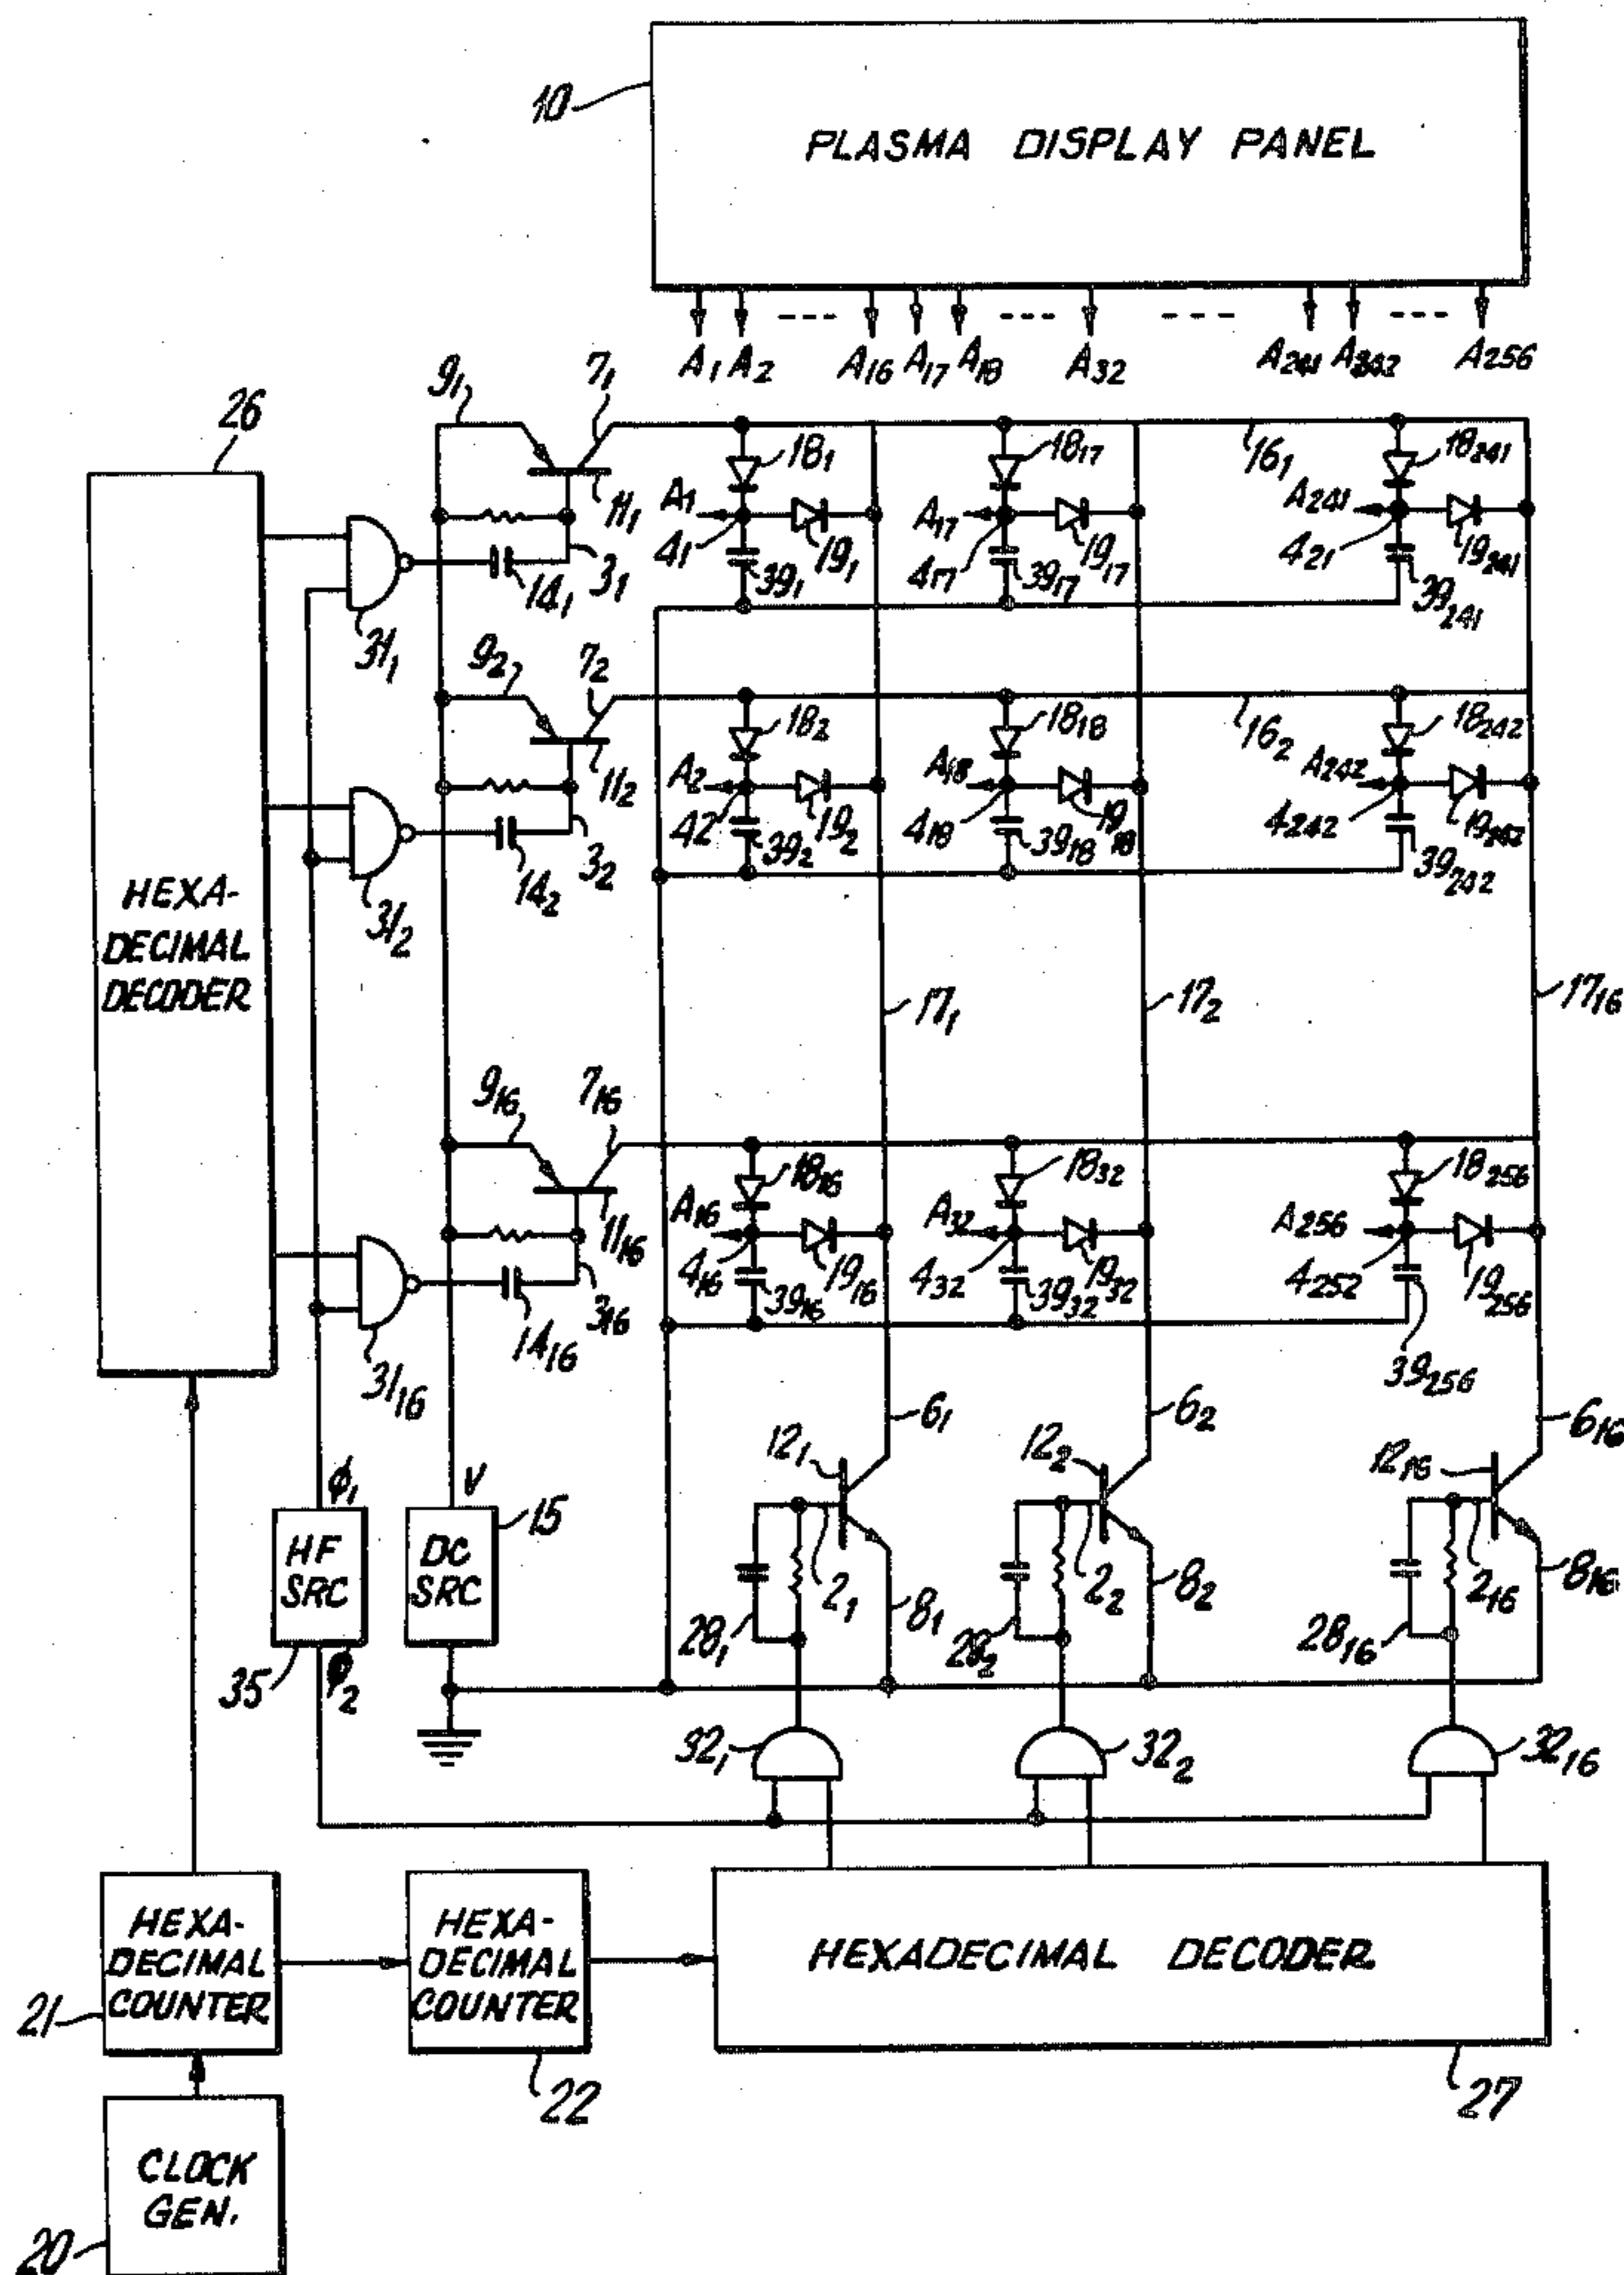 10
PLASMA DISPLAY PANEL
A1 A2 ---- A16 A17 A18 --- A32 ---- A241 A242 ---- A256
26
91 71 181 1817 161 18241
A1 111 A17 A241
41 191 417 1917 421 19241
141 31 391 3917 39241
311
92 72 182 1818 162 18242
A2 112 A18 A242
42 192 418 1918 4242 19242
142 32 392 3918 39242
312
HEXA-
DECIMAL
DECODER
171 172 1716
916 716 1816 1832 18256
A16 1116 A32 A256
416 1916 432 1932 4252 19256
1416 316 3916 3932 39256
3116
61 62 616
121 122 1216
ϕ1 V
HF
SRC
DC
SRC
15
21 22 216
81 82 816
281 282 2816
35 ϕ2
321 322 3216
HEXA-
DECIMAL
COUNTER
21
HEXA-
DECIMAL
COUNTER
22
HEXADECIMAL DECODER
27
CLOCK
GEN.
20